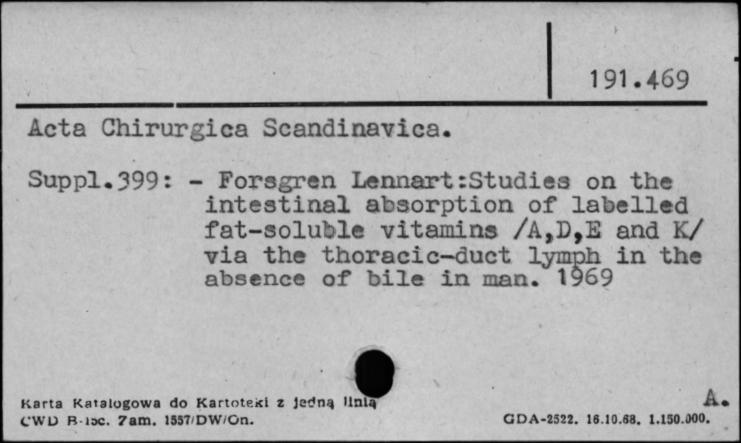 191.469
Acta Chirurgica Scandinavica.
Suppl.399: - Forsgren Lennart:Studies on the
intestinal absorption of labelled
fat-soluble vitamins /A,D,E and K/
via the thoracic-duct lymph in the
absence of bile in man. 1969
A.
Karta Katalogowa do Kartoteki z jedną linią
CWD Zam. 1557/DW/On.
GDA-2522. 16.10.68. 1.150.000.